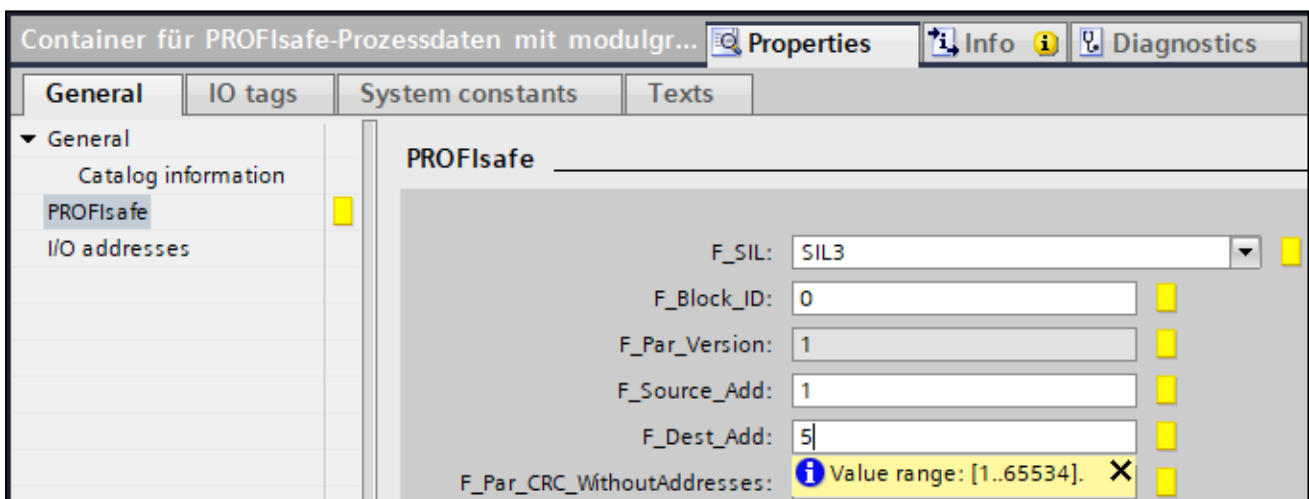 Container für PROFIsafe-Prozessdaten mit modulgr... Properties Info Diagnostics
General IO tags System constants Texts
General
Catalog information
PROFIsafe
I/O addresses
PROFIsafe
F_SIL: SIL3
F_Block_ID: 0
F_Par_Version: 1
F_Source_Add: 1
F_Dest_Add: 5
F_Par_CRC_WithoutAddresses: Value range: [1..65534].